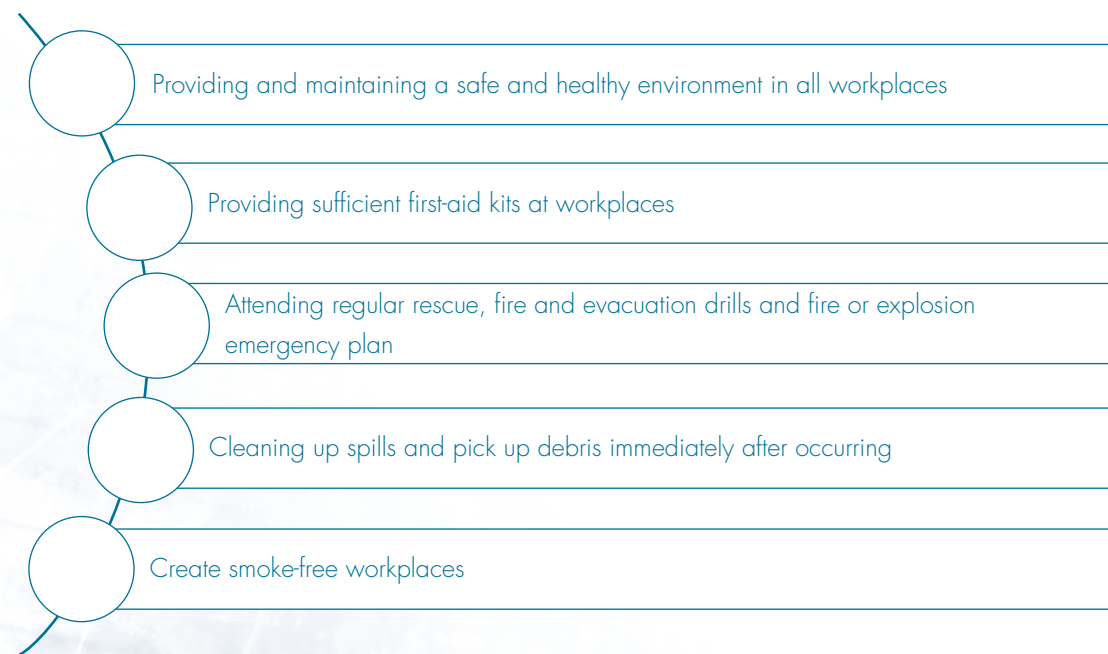 Providing and maintaining a safe and healthy environment in all workplaces
Providing sufficient first-aid kits at workplaces
Attending regular rescue, fire and evacuation drills and fire or explosion
emergency plan
Cleaning up spills and pick up debris immediately after occurring
Create smoke-free workplaces